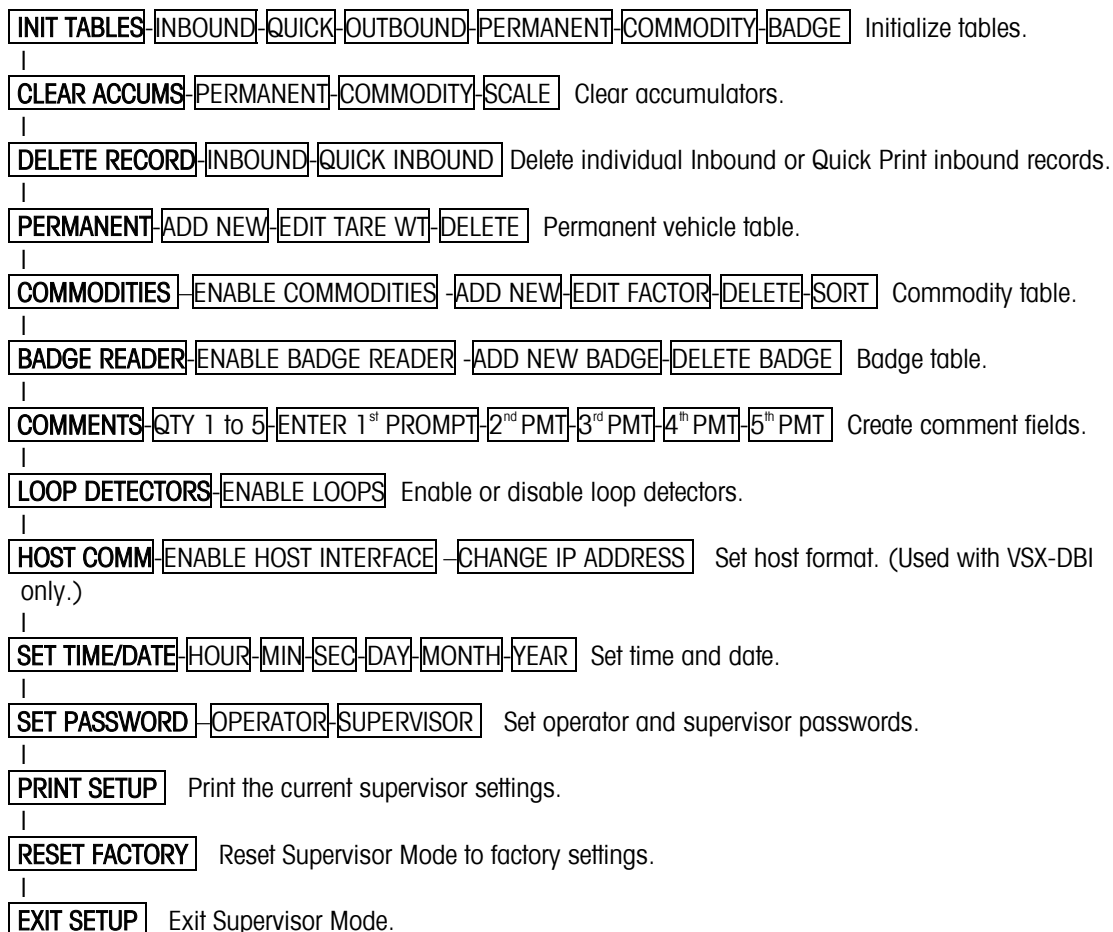 INIT TABLES-INBOUND-QUICK-OUTBOUND-PERMANENT-COMMODITY-BADGE Initialize tables.
CLEAR ACCUMS-PERMANENT-COMMODITY-SCALE Clear accumulators.
DELETE RECORD-INBOUND-QUICK INBOUND Delete individual Inbound or Quick Print inbound records.
PERMANENT-ADD NEW-EDIT TARE WT-DELETE Permanent vehicle table.
COMMODITIES –ENABLE COMMODITIES -ADD NEW-EDIT FACTOR-DELETE-SORT Commodity table.
BADGE READER-ENABLE BADGE READER -ADD NEW BADGE-DELETE BADGE Badge table.
COMMENTS-QTY 1 to 5-ENTER 1st PROMPT-2nd PMT-3rd PMT-4th PMT-5th PMT Create comment fields.
LOOP DETECTORS-ENABLE LOOPS Enable or disable loop detectors.
HOST COMM-ENABLE HOST INTERFACE –CHANGE IP ADDRESS Set host format. (Used with VSX-DBI
only.)
SET TIME/DATE-HOUR-MIN-SEC-DAY-MONTH-YEAR Set time and date.
SET PASSWORD –OPERATOR-SUPERVISOR Set operator and supervisor passwords.
PRINT SETUP Print the current supervisor settings.
RESET FACTORY Reset Supervisor Mode to factory settings.
EXIT SETUP Exit Supervisor Mode.